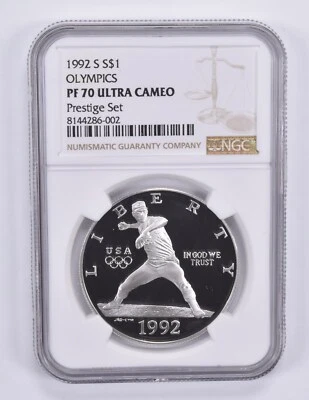 1992 S S$1
OLYMPICS
PF 70 ULTRA CAMEO
Prestige Set
8144286-002
NUMISMATIC GUARANTY COMPANY
NGC
LIBERTY
USA
IN GOD WE
TRUST
1992